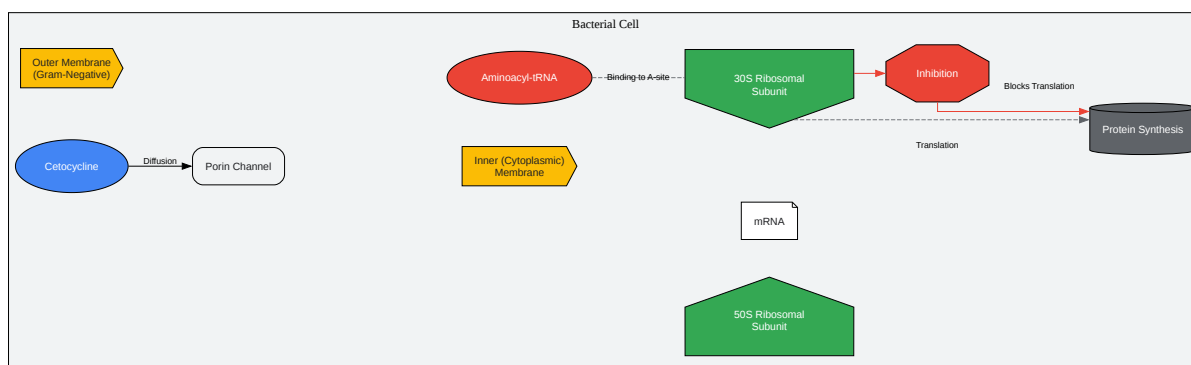 Bacterial Cell
Outer Membrane
(Gram-Negative)
Aminoacyl-tRNA
Binding to A-site
30S Ribosomal
Subunit
Inhibition
Blocks Translation
Protein Synthesis
Translation
Cetocycline
Diffusion
Porin Channel
Inner (Cytoplasmic)
Membrane
mRNA
50S Ribosomal
Subunit